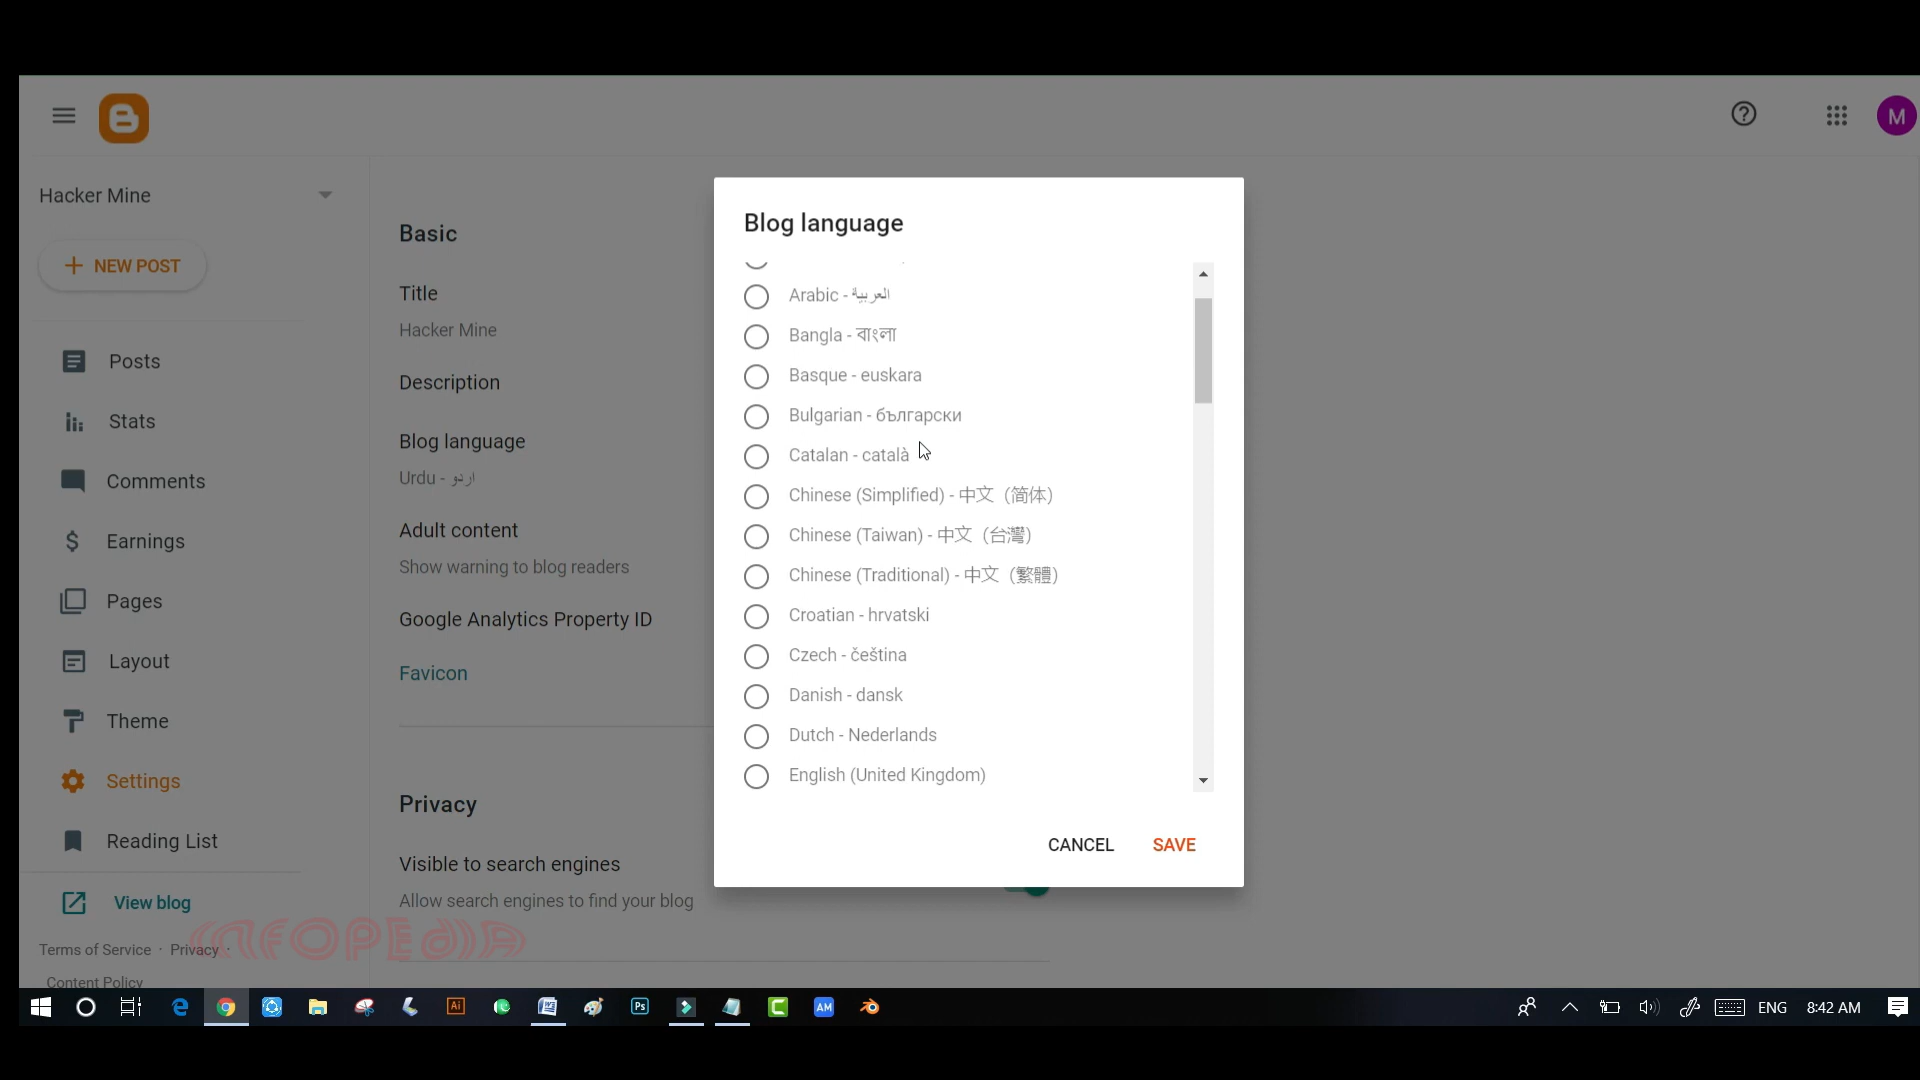 M
Hacker Mine
NEW POST
Posts
Stats
Comments
Earnings
Pages
Layout
Theme
Settings
Reading List
View blog
Terms of Service · Privacy ·
Content Policy
INFOPEdIA
Basic
Title
Hacker Mine
Description
Blog language
Urdu - اردو
Adult content
Show warning to blog readers
Google Analytics Property ID
Favicon
Privacy
Visible to search engines
Allow search engines to find your blog
Blog language
Arabic - العربية
Bangla - বাংলা
Basque - euskara
Bulgarian - български
Catalan - català
Chinese (Simplified) - 中文（简体）
Chinese (Taiwan) - 中文（台灣）
Chinese (Traditional) - 中文（繁體）
Croatian - hrvatski
Czech - čeština
Danish - dansk
Dutch - Nederlands
English (United Kingdom)
CANCEL SAVE
Ai
Ps
AM
ENG 8:42 AM